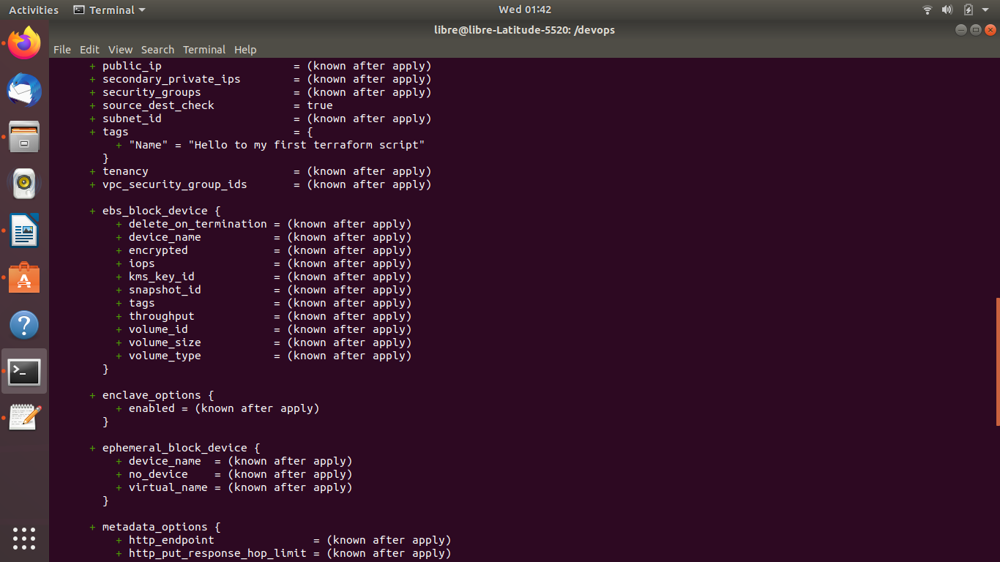 Activities Terminal Wed 01:42
libre@libre-Latitude-5520: /devops
File Edit View Search Terminal Help
+ public_ip = (known after apply)
+ secondary_private_ips = (known after apply)
+ security_groups = (known after apply)
+ source_dest_check = true
+ subnet_id = (known after apply)
+ tags = {
+ "Name" = "Hello to my first terraform script"
}
+ tenancy = (known after apply)
+ vpc_security_group_ids = (known after apply)
+ ebs_block_device {
+ delete_on_termination = (known after apply)
+ device_name = (known after apply)
+ encrypted = (known after apply)
+ iops = (known after apply)
+ kms_key_id = (known after apply)
+ snapshot_id = (known after apply)
+ tags = (known after apply)
+ throughput = (known after apply)
+ volume_id = (known after apply)
+ volume_size = (known after apply)
+ volume_type = (known after apply)
}
+ enclave_options {
+ enabled = (known after apply)
}
+ ephemeral_block_device {
+ device_name = (known after apply)
+ no_device = (known after apply)
+ virtual_name = (known after apply)
}
+ metadata_options {
+ http_endpoint = (known after apply)
+ http_put_response_hop_limit = (known after apply)